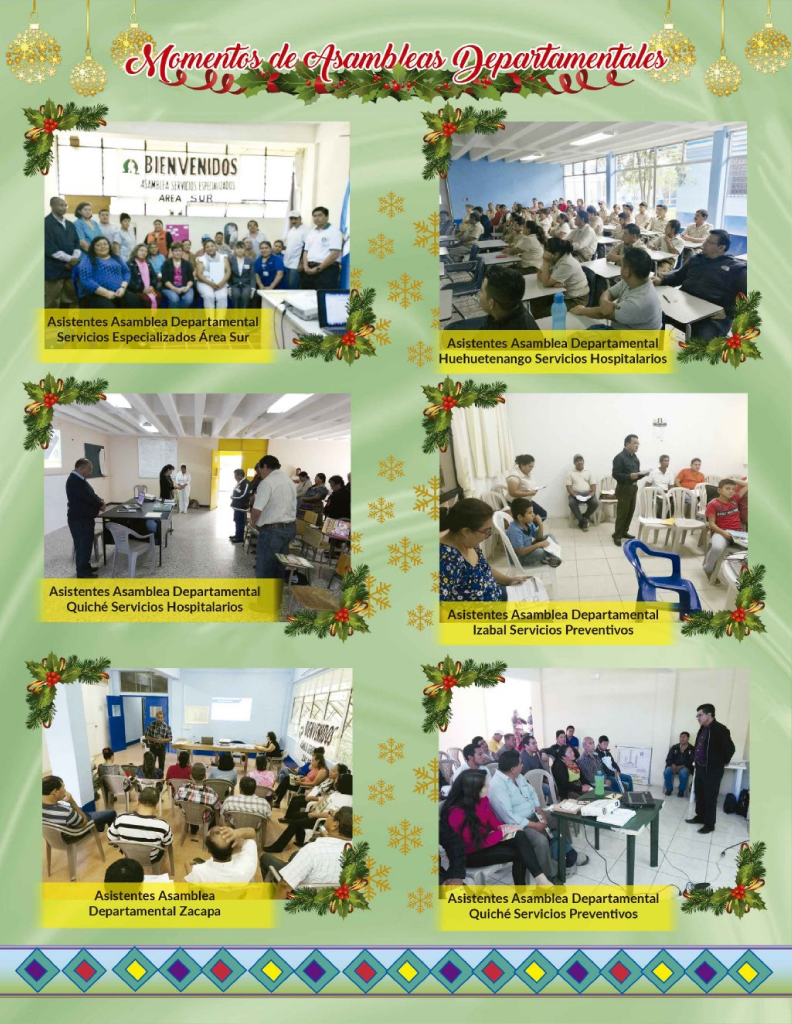 Momentos de Asambleas Departamentales
BIENVENIDOS
ASAMBLEA SERVICIOS ESPECIALIZADOS
ÁREA SUR
Asistentes Asamblea Departamental
Servicios Especializados Área Sur
Asistentes Asamblea Departamental
Huehuetenango Servicios Hospitalarios
Asistentes Asamblea Departamental
Quiché Servicios Hospitalarios
Asistentes Asamblea Departamental
Izabal Servicios Preventivos
BIENVENIDOS
Asistentes Asamblea
Departamental Zacapa
Asistentes Asamblea Departamental
Quiché Servicios Preventivos